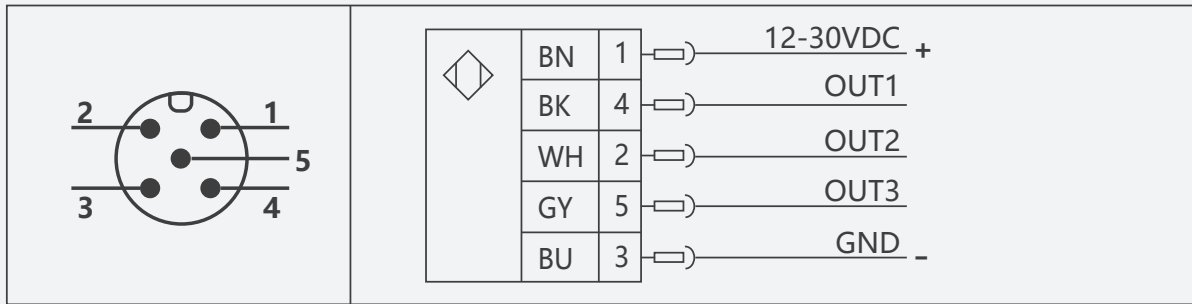 2 1
5
3 4
BN 1 12-30VDC +
BK 4 OUT1
WH 2 OUT2
GY 5 OUT3
BU 3 GND -